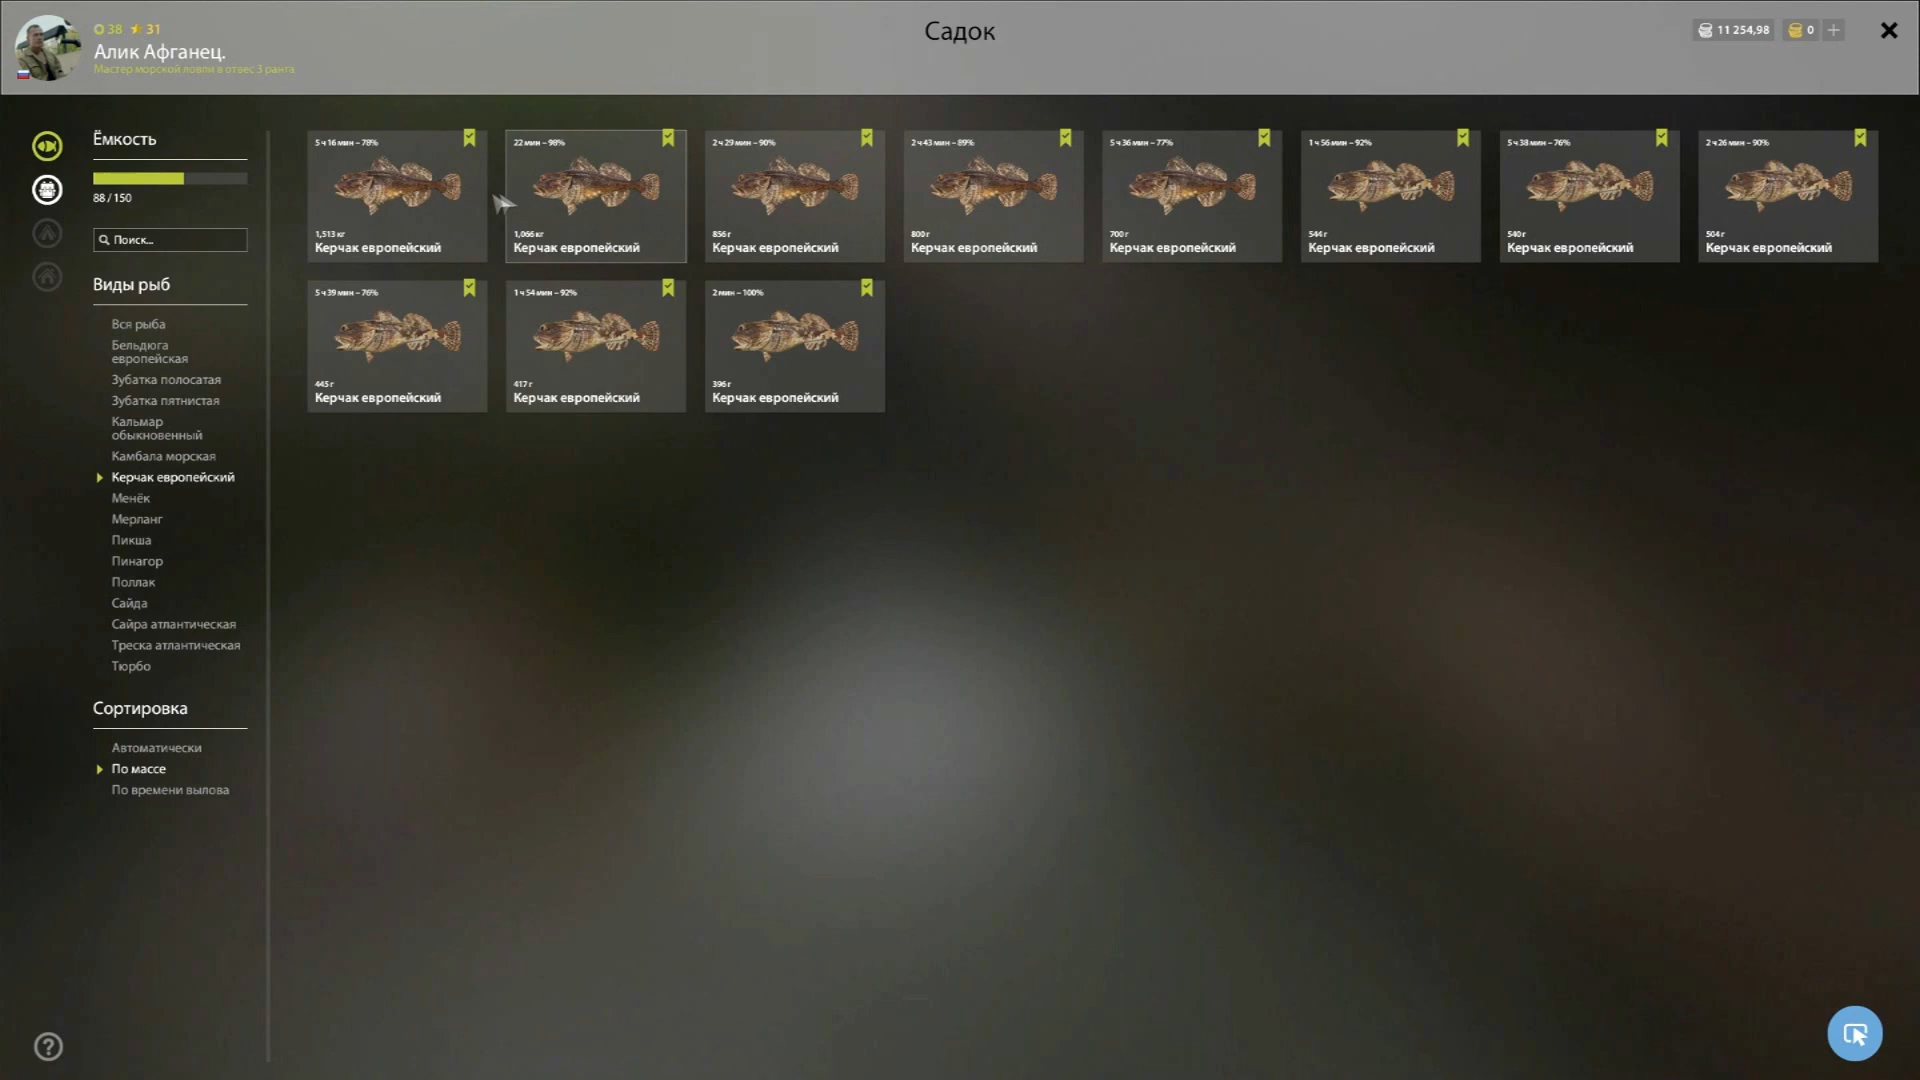 38 31
Алик Афганец.
Мастер морской ловли в отвес 3 ранга
Садок
11 254,98
0
Ёмкость
88 / 150
Поиск...
Виды рыб
Вся рыба
Бельдюга
европейская
Зубатка полосатая
Зубатка пятнистая
Кальмар
обыкновенный
Камбала морская
Керчак европейский
Менёк
Мерланг
Пикша
Пинагор
Поллак
Сайда
Сайра атлантическая
Треска атлантическая
Тюрбо
Сортировка
Автоматически
По массе
По времени вылова
5 ч 16 мин – 78%
1,513 кг
Керчак европейский
22 мин – 98%
1,066 кг
Керчак европейский
2 ч 29 мин – 90%
856 г
Керчак европейский
2 ч 43 мин – 89%
800 г
Керчак европейский
5 ч 36 мин – 77%
700 г
Керчак европейский
1 ч 56 мин – 92%
544 г
Керчак европейский
5 ч 38 мин – 76%
540 г
Керчак европейский
2 ч 26 мин – 90%
504 г
Керчак европейский
5 ч 39 мин – 76%
445 г
Керчак европейский
1 ч 54 мин – 92%
417 г
Керчак европейский
2 мин – 100%
396 г
Керчак европейский
?